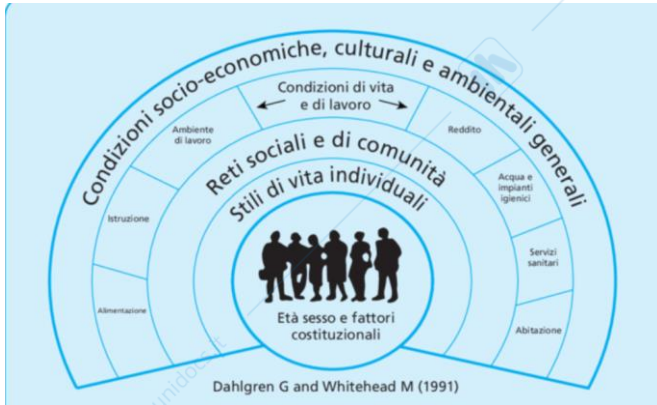 Condizioni socio-economiche, culturali e ambientali generali
Condizioni di vita
e di lavoro
Ambiente
di lavoro
Reddito
Reti sociali e di comunità
Acqua e
impianti
igienici
Stili di vita individuali
Istruzione
Servizi
sanitari
Alimentazione
Età sesso e fattori
costituzionali
Abitazione
Dahlgren G and Whitehead M (1991)
unidocs.it